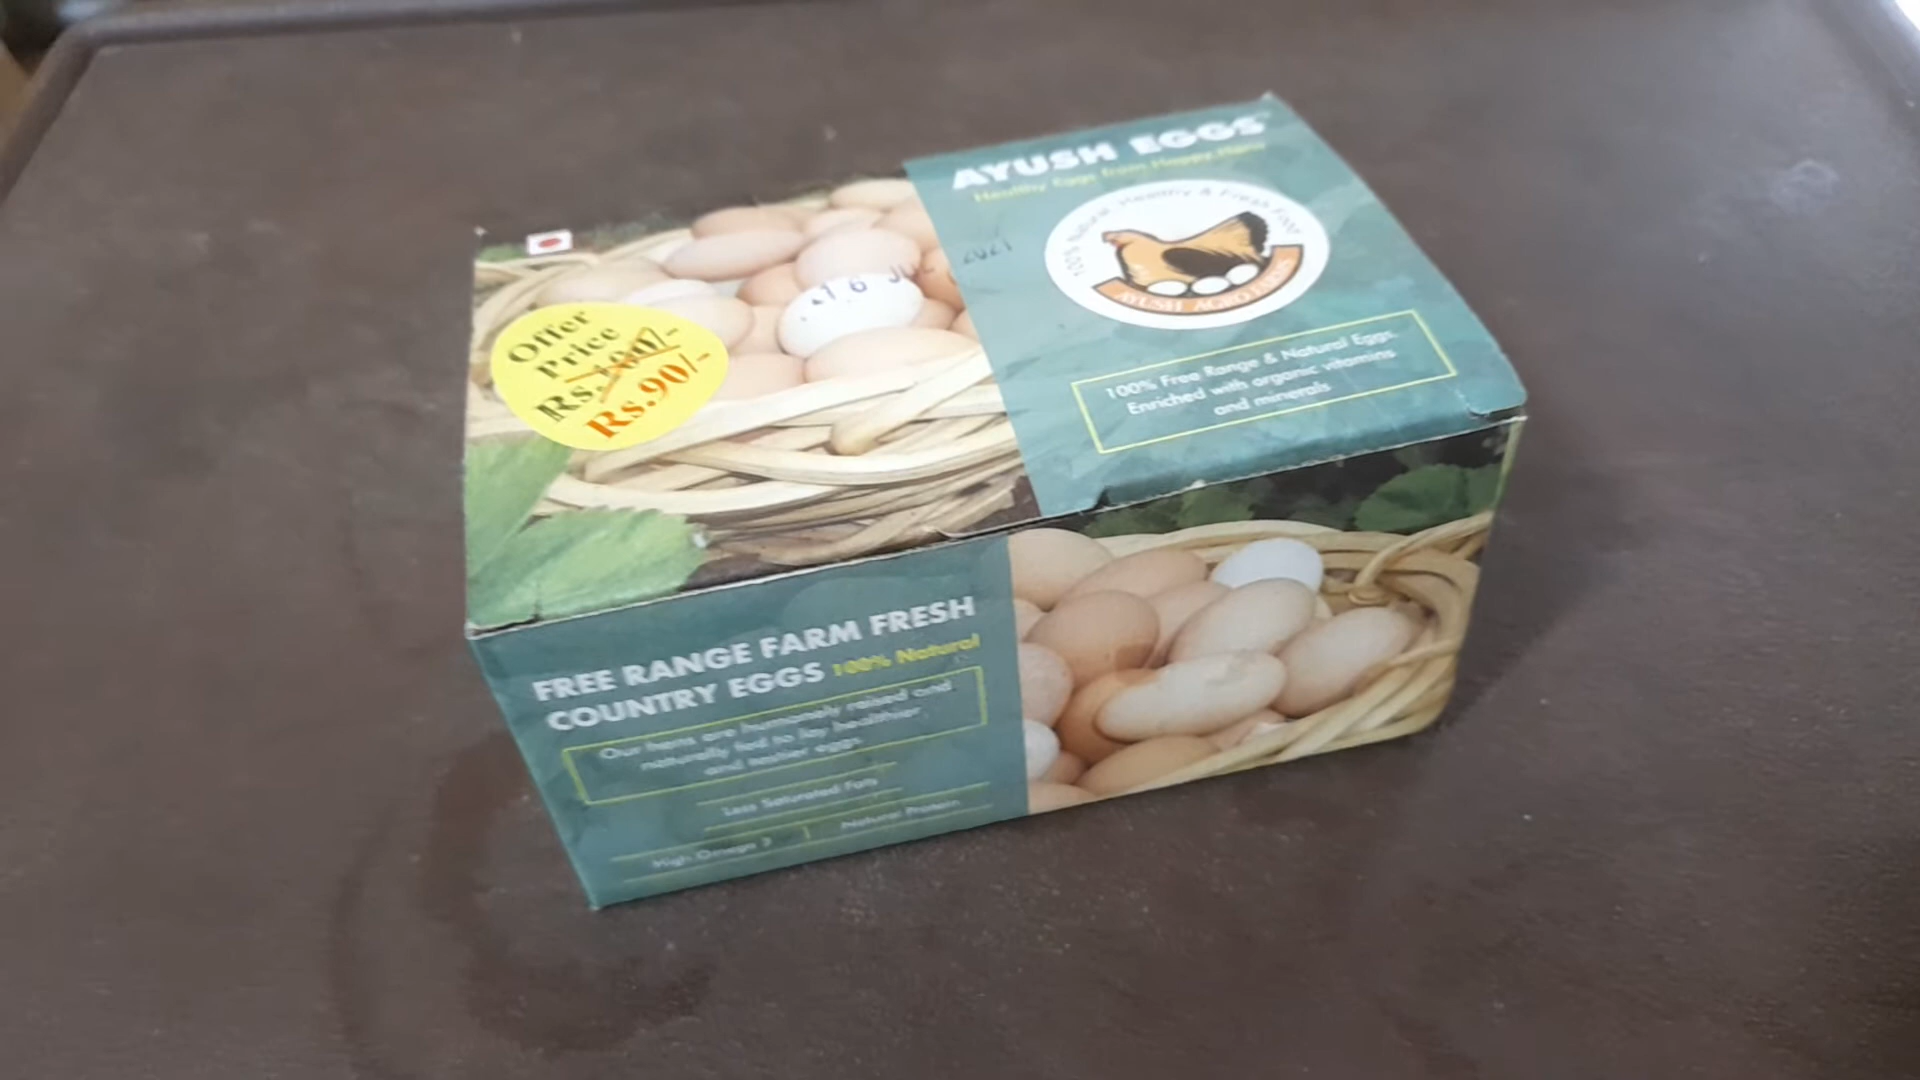 AYUSH EGGS
Healthy Eggs from Happy Hens
100% Natural, Healthy & Fresh Food
AYUSH AGRO FARMS
16 JUL 2021
Offer
Price
Rs.100/-
Rs.90/-
100% Free Range & Natural Eggs.
Enriched with organic vitamins
and minerals
FREE RANGE FARM FRESH
COUNTRY EGGS 100% Natural
Our hens are humanely raised and
naturally fed to lay healthier
and tastier eggs
Less Saturated Fats
High Omega 3
Natural Protein